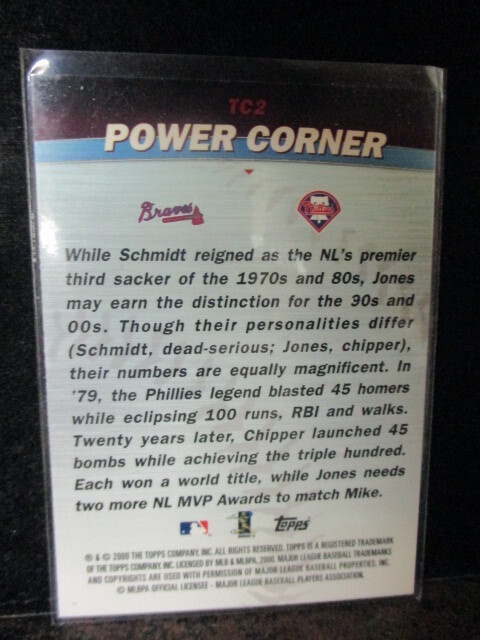 TC2
POWER CORNER
Braves Phillies
While Schmidt reigned as the NL's premier
third sacker of the 1970s and 80s, Jones
may earn the distinction for the 90s and
00s. Though their personalities differ
(Schmidt, dead-serious; Jones, chipper),
their numbers are equally magnificent. In
'79, the Phillies legend blasted 45 homers
while eclipsing 100 runs, RBI and walks.
Twenty years later, Chipper launched 45
bombs while achieving the triple hundred.
Each won a world title, while Jones needs
two more NL MVP Awards to match Mike.
Topps
® & © 2000 THE TOPPS COMPANY, INC. ALL RIGHTS RESERVED. TOPPS IS A REGISTERED TRADEMARK
OF THE TOPPS COMPANY, INC. LICENSED BY MLB & MLBPA, 2000. MAJOR LEAGUE BASEBALL TRADEMARKS
AND COPYRIGHTS ARE USED WITH PERMISSION OF MAJOR LEAGUE BASEBALL PROPERTIES, INC.
© MLBPA OFFICIAL LICENSEE - MAJOR LEAGUE BASEBALL PLAYERS ASSOCIATION.